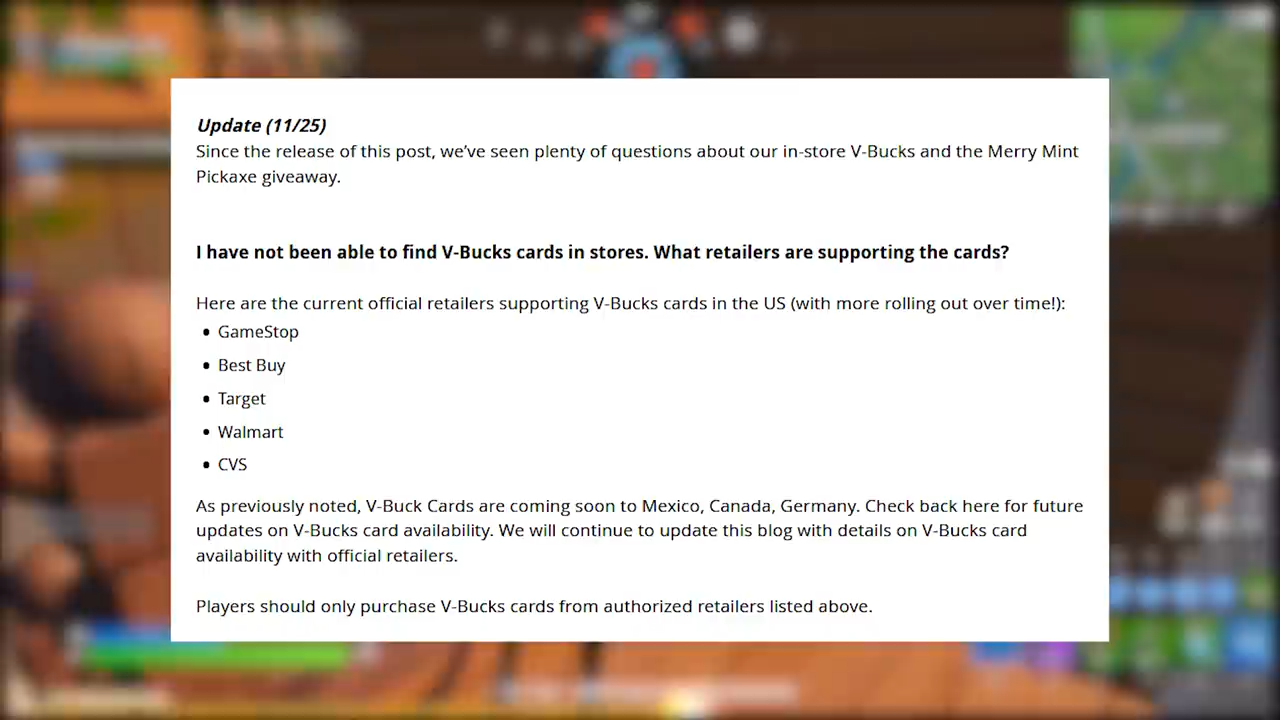 Update (11/25)
Since the release of this post, we’ve seen plenty of questions about our in-store V-Bucks and the Merry Mint
Pickaxe giveaway.
I have not been able to find V-Bucks cards in stores. What retailers are supporting the cards?
Here are the current official retailers supporting V-Bucks cards in the US (with more rolling out over time!):
• GameStop
• Best Buy
• Target
• Walmart
• CVS
As previously noted, V-Buck Cards are coming soon to Mexico, Canada, Germany. Check back here for future
updates on V-Bucks card availability. We will continue to update this blog with details on V-Bucks card
availability with official retailers.
Players should only purchase V-Bucks cards from authorized retailers listed above.